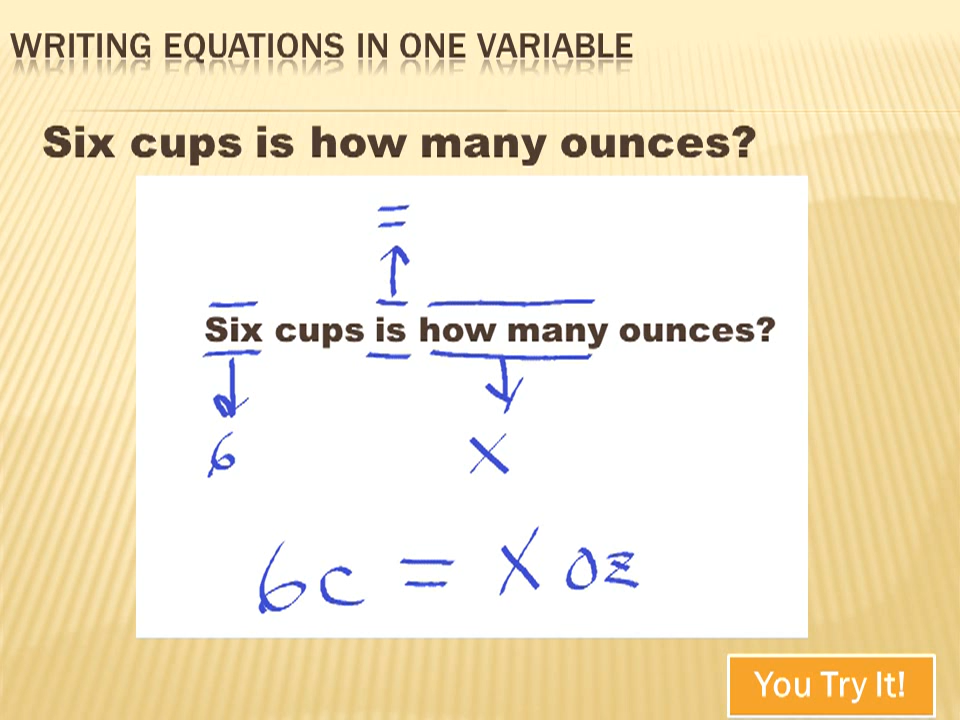 WRITING EQUATIONS IN ONE VARIABLE
Six cups is how many ounces?
=
Six cups is how many ounces?
6 X
6c = X oz
You Try It!